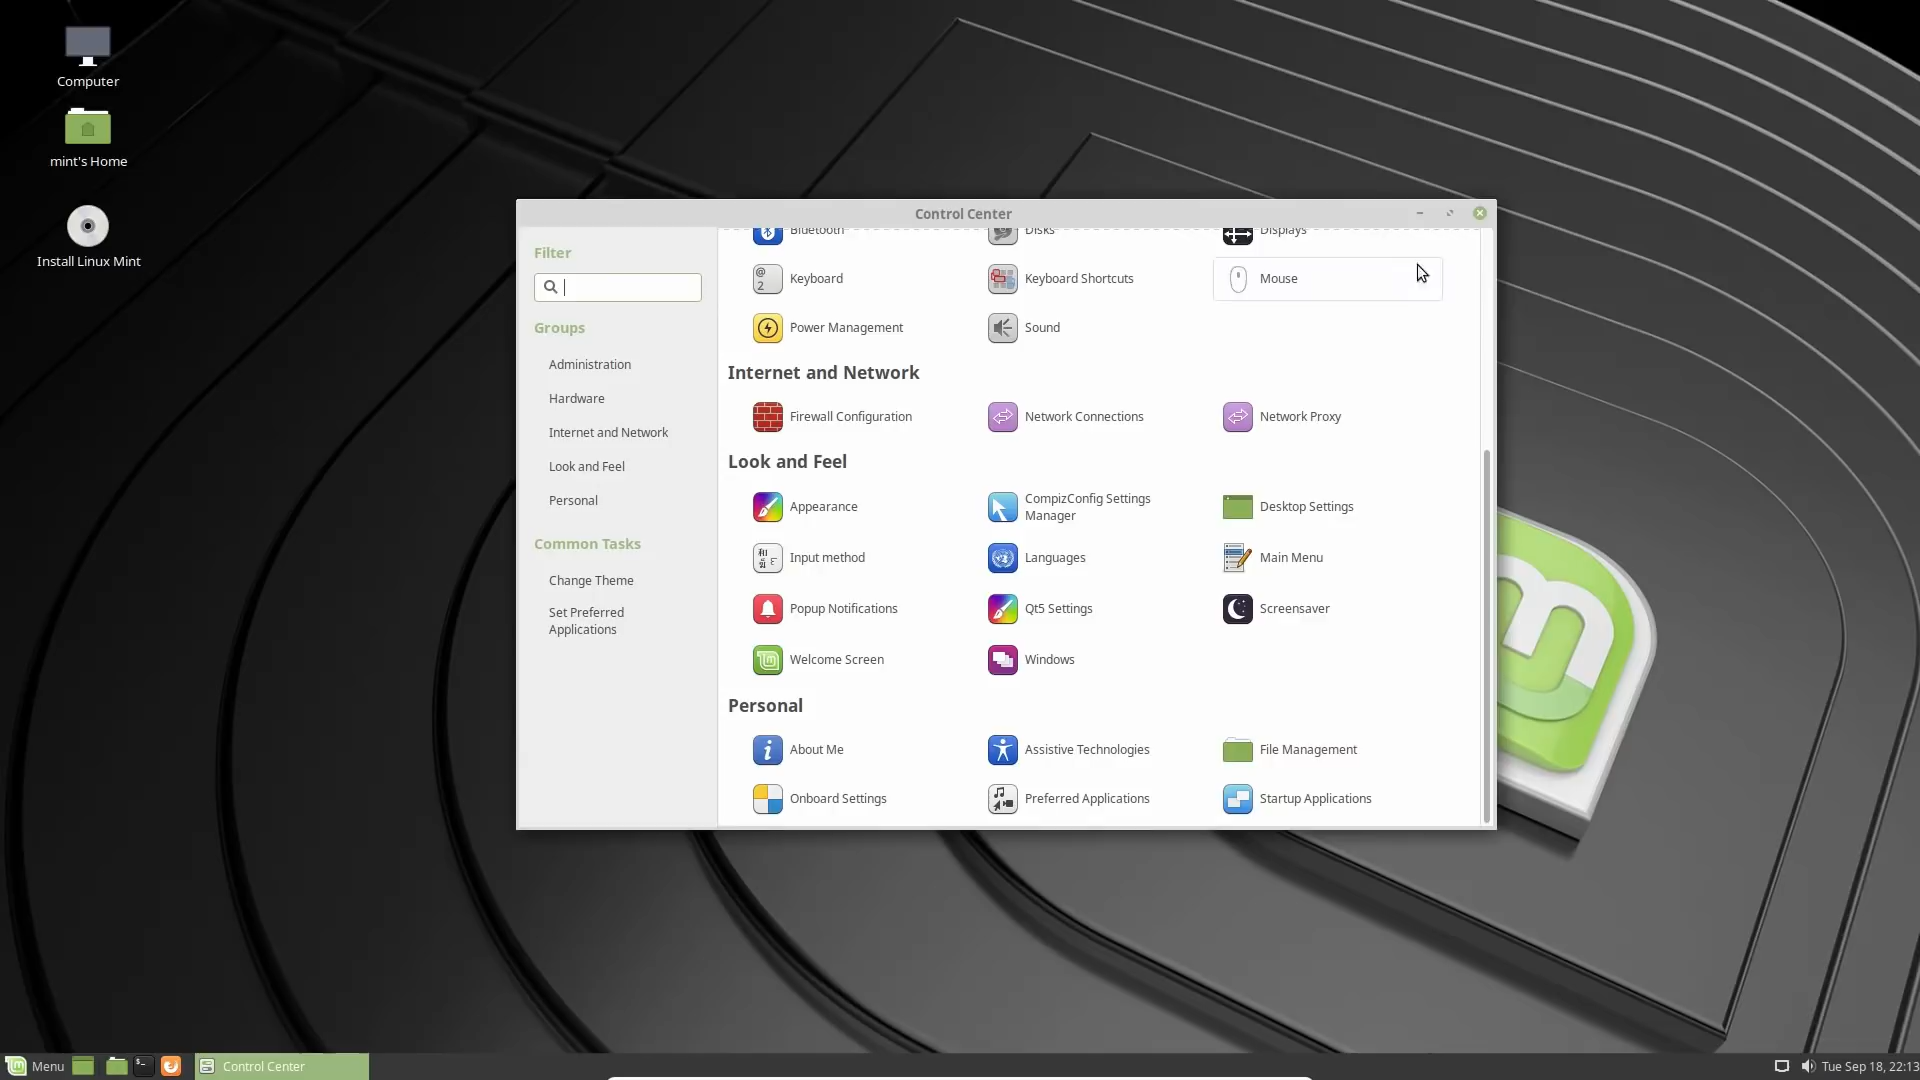 Computer
mint's Home
Install Linux Mint
Control Center
Filter
Groups
Administration
Hardware
Internet and Network
Look and Feel
Personal
Common Tasks
Change Theme
Set Preferred
Applications
Bluetooth
Disks
Displays
Keyboard
Keyboard Shortcuts
Mouse
Power Management
Sound
Internet and Network
Firewall Configuration
Network Connections
Network Proxy
Look and Feel
Appearance
CompizConfig Settings
Manager
Desktop Settings
Input method
Languages
Main Menu
Popup Notifications
Qt5 Settings
Screensaver
Welcome Screen
Windows
Personal
About Me
Assistive Technologies
File Management
Onboard Settings
Preferred Applications
Startup Applications
Menu
Control Center
Tue Sep 18, 22:13